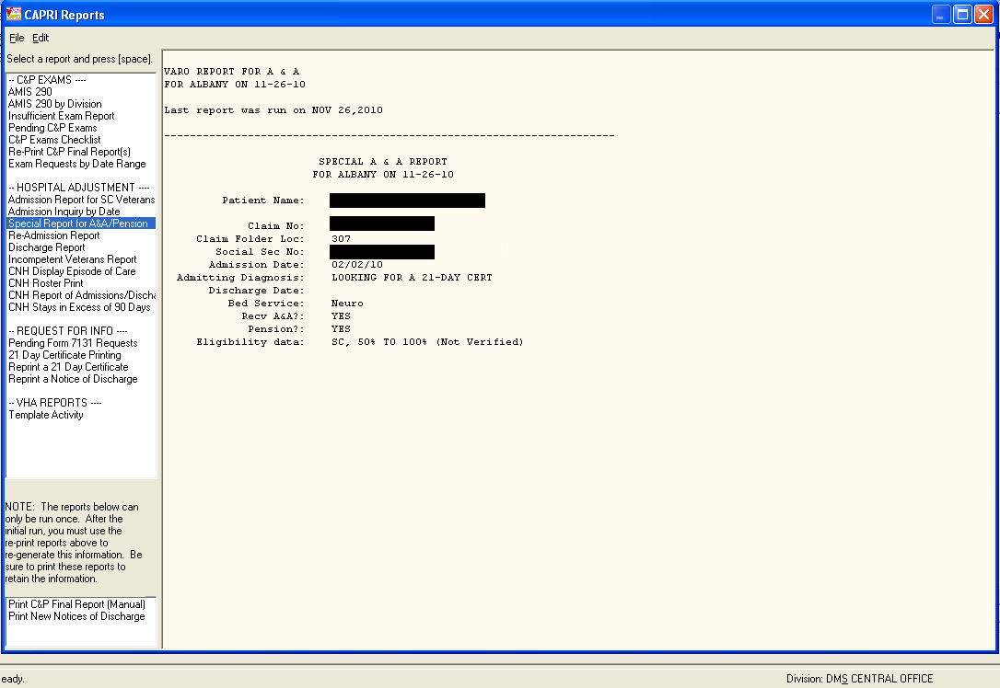 CAPRI Reports
File Edit
Select a report and press [space].
-- C&P EXAMS ----
AMIS 290
AMIS 290 by Division
Insufficient Exam Report
Pending C&P Exams
C&P Exams Checklist
Re-Print C&P Final Report(s)
Exam Requests by Date Range
-- HOSPITAL ADJUSTMENT ----
Admission Report for SC Veterans
Admission Inquiry by Date
Special Report for A&A/Pension
Re-Admission Report
Discharge Report
Incompetent Veterans Report
CNH Display Episode of Care
CNH Roster Print
CNH Report of Admissions/Discha
CNH Stays in Excess of 90 Days
-- REQUEST FOR INFO ----
Pending Form 7131 Requests
21 Day Certificate Printing
Reprint a 21 Day Certificate
Reprint a Notice of Discharge
-- VHA REPORTS ----
Template Activity
NOTE: The reports below can
only be run once. After the
initial run, you must use the
re-print reports above to
re-generate this information. Be
sure to print these reports to
retain the information.
Print C&P Final Report (Manual)
Print New Notices of Discharge
VARO REPORT FOR A & A
FOR ALBANY ON 11-26-10
Last report was run on NOV 26,2010
----------------------------------------------------------------------
SPECIAL A & A REPORT
FOR ALBANY ON 11-26-10
Patient Name:
Claim No:
Claim Folder Loc: 307
Social Sec No:
Admission Date: 02/02/10
Admitting Diagnosis: LOOKING FOR A 21-DAY CERT
Discharge Date:
Bed Service: Neuro
Recv A&A?: YES
Pension?: YES
Eligibility data: SC, 50% TO 100% (Not Verified)
eady.
Division: DMS CENTRAL OFFICE